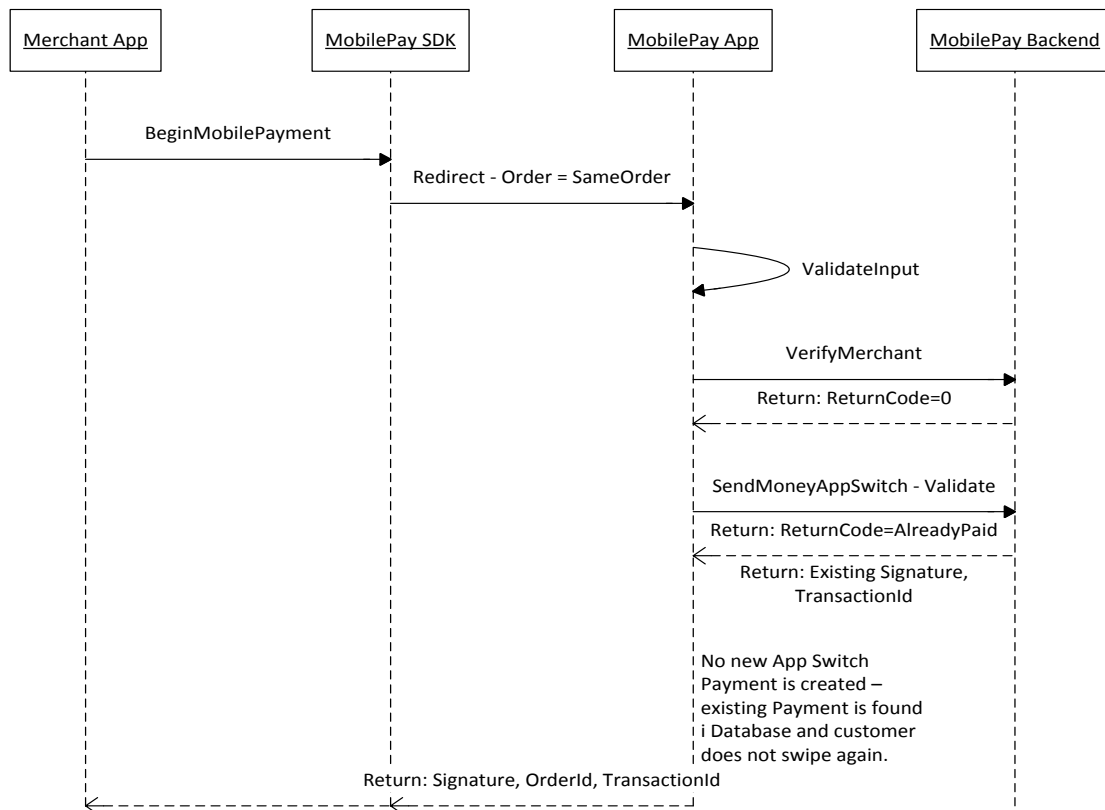 Merchant App
MobilePay SDK
MobilePay App
MobilePay Backend
BeginMobilePayment
Redirect - Order = SameOrder
ValidateInput
VerifyMerchant
Return: ReturnCode=0
SendMoneyAppSwitch - Validate
Return: ReturnCode=AlreadyPaid
Return: Existing Signature,
TransactionId
No new App Switch
Payment is created –
existing Payment is found
i Database and customer
does not swipe again.
Return: Signature, OrderId, TransactionId